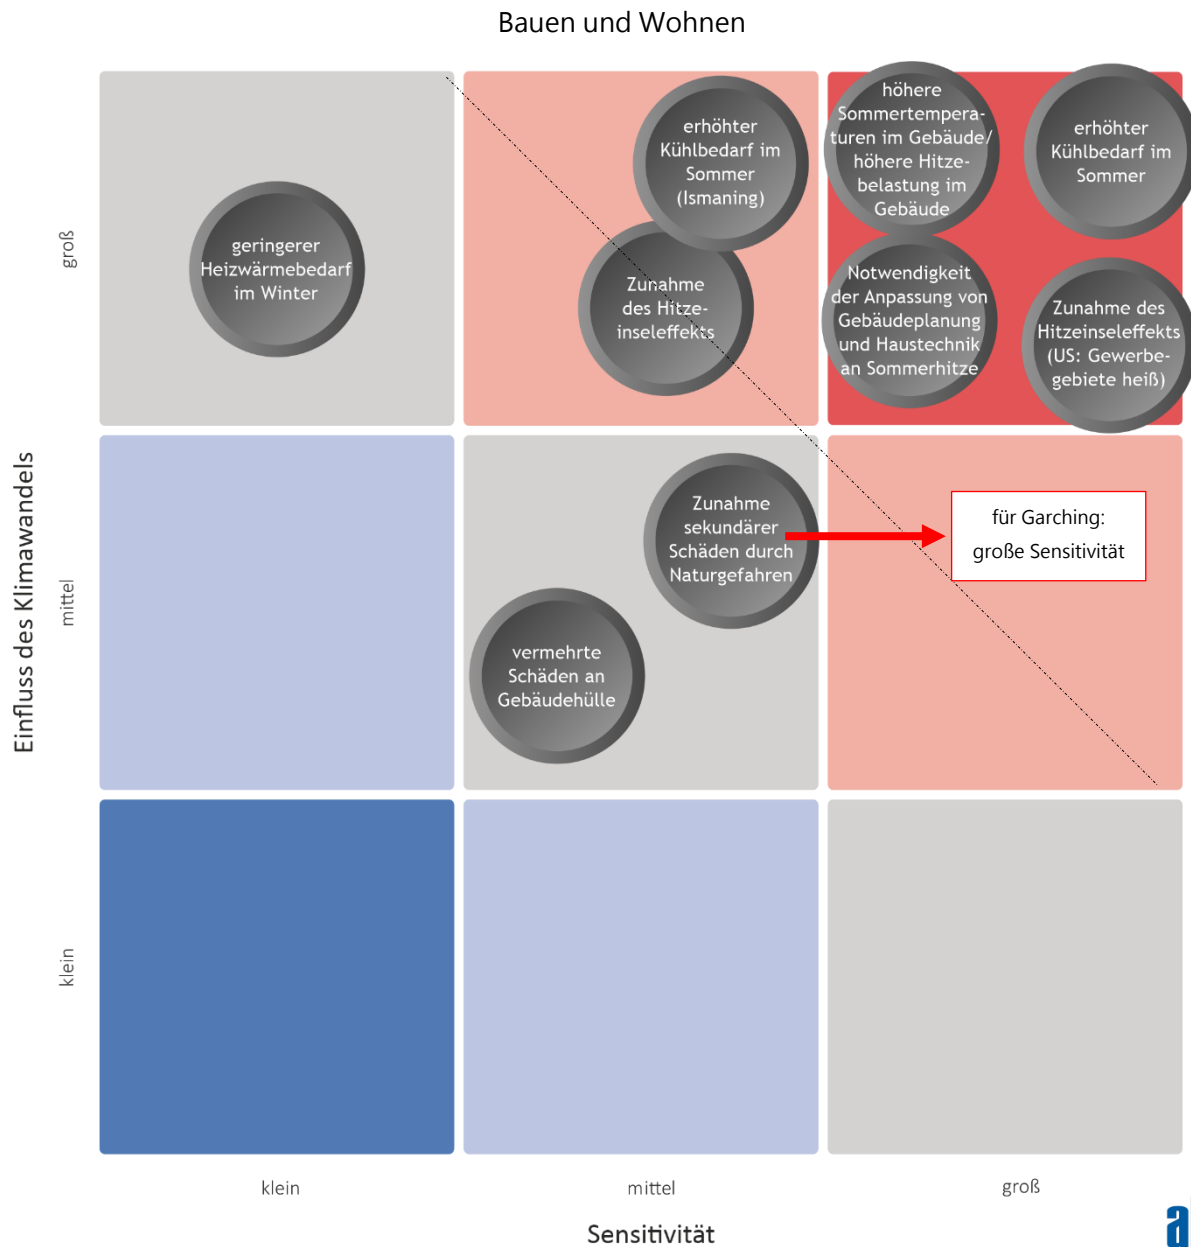 Bauen und Wohnen
höhere
Sommertempera-
turen im Gebäude/
höhere Hitze-
belastung im
Gebäude
erhöhter
Kühlbedarf im
Sommer
(Ismaning)
erhöhter
Kühlbedarf im
Sommer
geringerer
Heizwärmebedarf
im Winter
Zunahme
des Hitze-
inseleffekts
Notwendigkeit
der Anpassung von
Gebäudeplanung
und Haustechnik
an Sommerhitze
Zunahme des
Hitzeinseleffekts
(US: Gewerbe-
gebiete heiß)
groß
Einfluss des Klimawandels
mittel
Zunahme
sekundärer
Schäden durch
Naturgefahren
für Garching:
große Sensitivität
vermehrte
Schäden an
Gebäudehülle
klein
klein
mittel
groß
Sensitivität
a